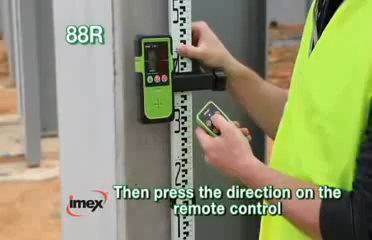 88R
imex
Then press the direction on the
remote control